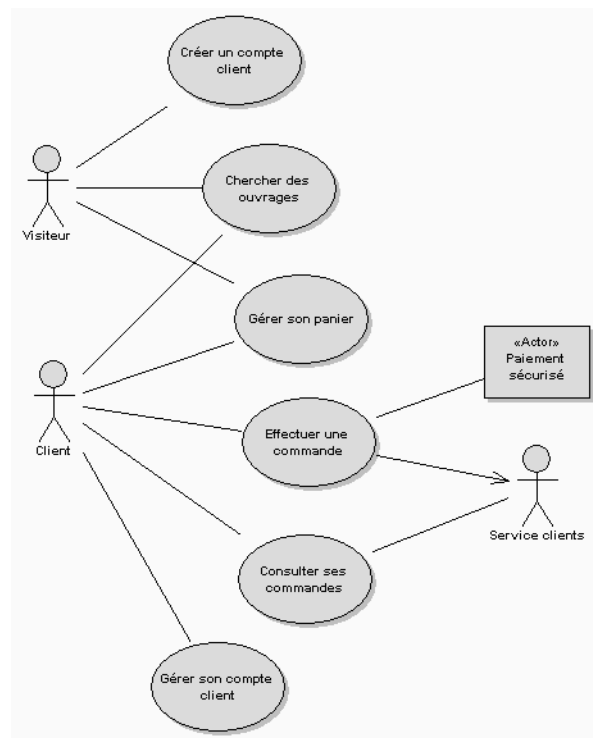 Créer un compte
client
Chercher des
ouvrages
Visiteur
Gérer son panier
«Actor»
Paiement
sécurisé
Effectuer une
commande
Client
Service clients
Consulter ses
commandes
Gérer son compte
client